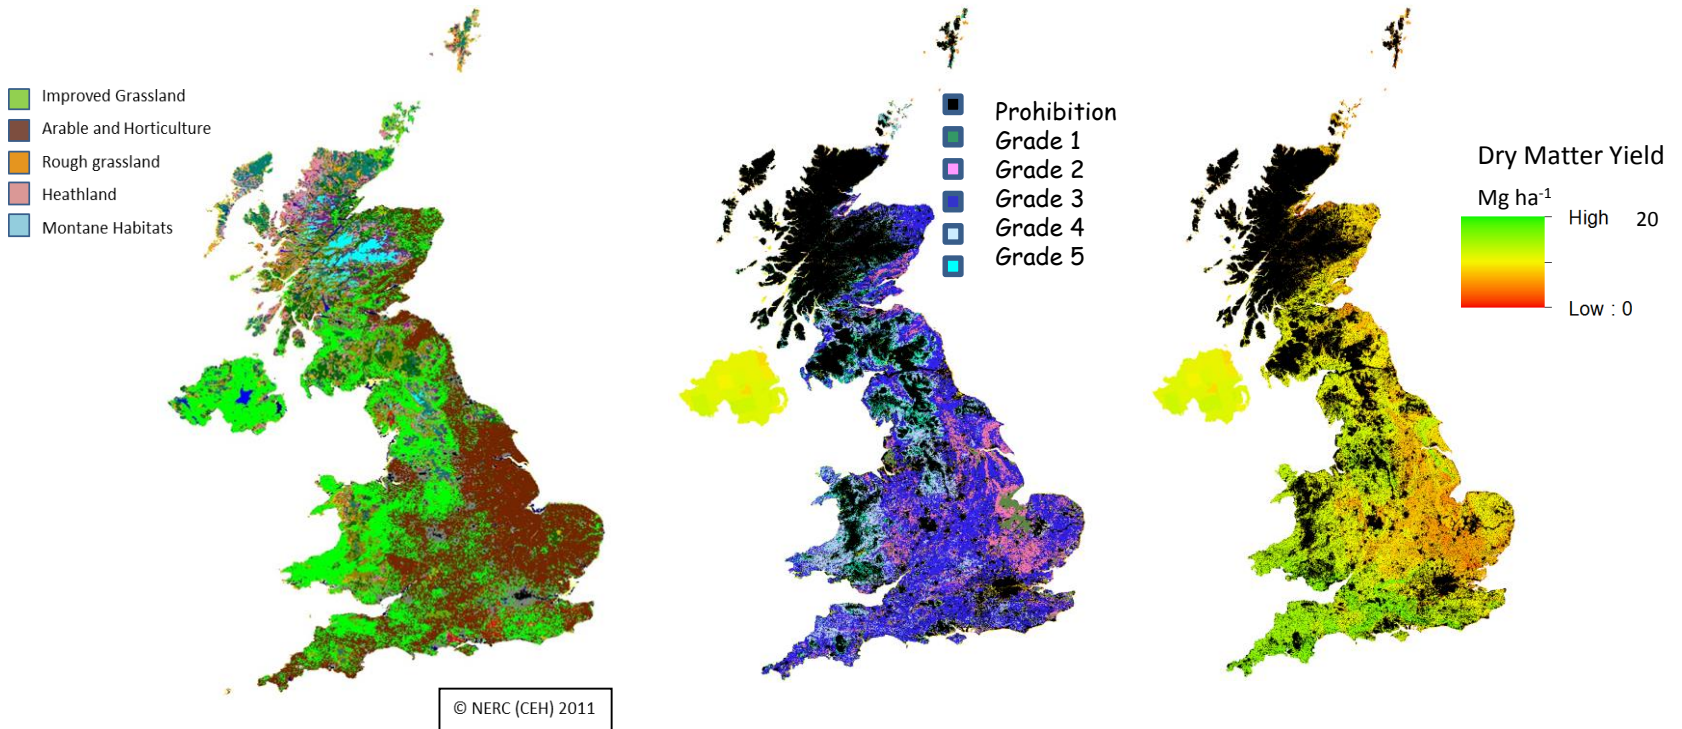 Improved Grassland
Arable and Horticulture
Rough grassland
Heathland
Montane Habitats
© NERC (CEH) 2011
Prohibition
Grade 1
Grade 2
Grade 3
Grade 4
Grade 5
Dry Matter Yield
Mg ha⁻¹
High 20
Low : 0